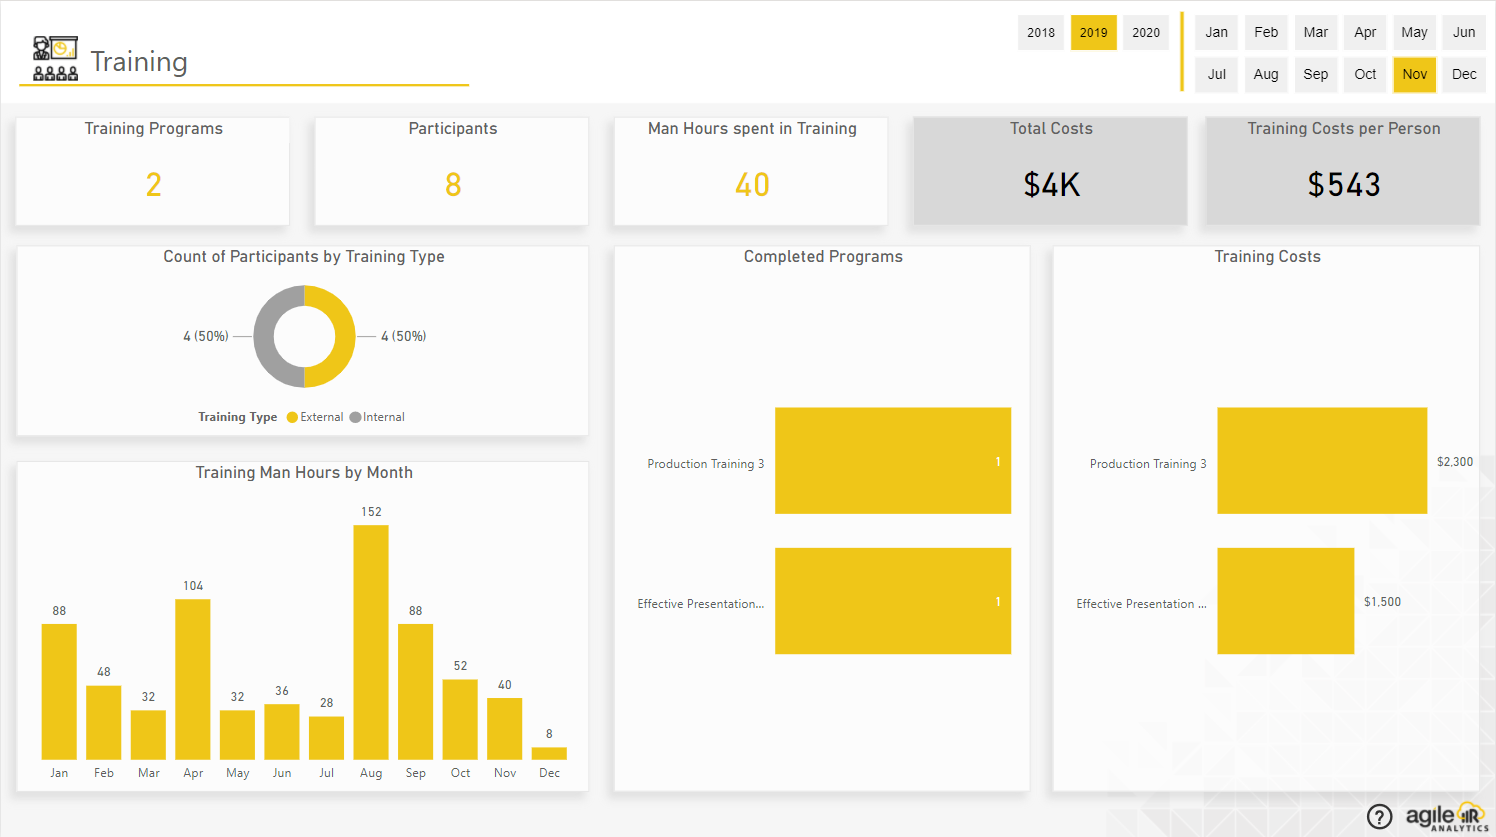 Training
2018 2019 2020
Jan Feb Mar Apr May Jun
Jul Aug Sep Oct Nov Dec
Training Programs
2
Participants
8
Man Hours spent in Training
40
Total Costs
$4K
Training Costs per Person
$543
Count of Participants by Training Type
4 (50%)
4 (50%)
Training Type External Internal
Training Man Hours by Month
88
48
32
104
32
36
28
152
88
52
40
8
Jan Feb Mar Apr May Jun Jul Aug Sep Oct Nov Dec
Completed Programs
Production Training 3
1
Effective Presentation...
1
Training Costs
Production Training 3
$2,300
Effective Presentation ...
$1,500
?
agile HR
ANALYTICS